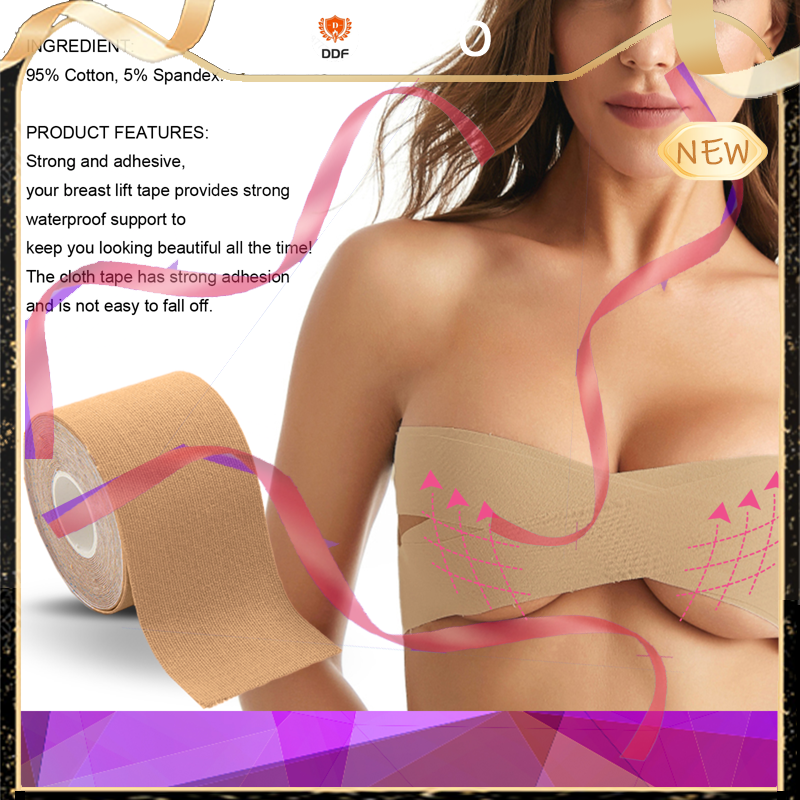 INGREDIENT:
95% Cotton, 5% Spandex.
DDF
O
PRODUCT FEATURES:
Strong and adhesive,
your breast lift tape provides strong
waterproof support to
keep you looking beautiful all the time!
The cloth tape has strong adhesion
and is not easy to fall off.
NEW